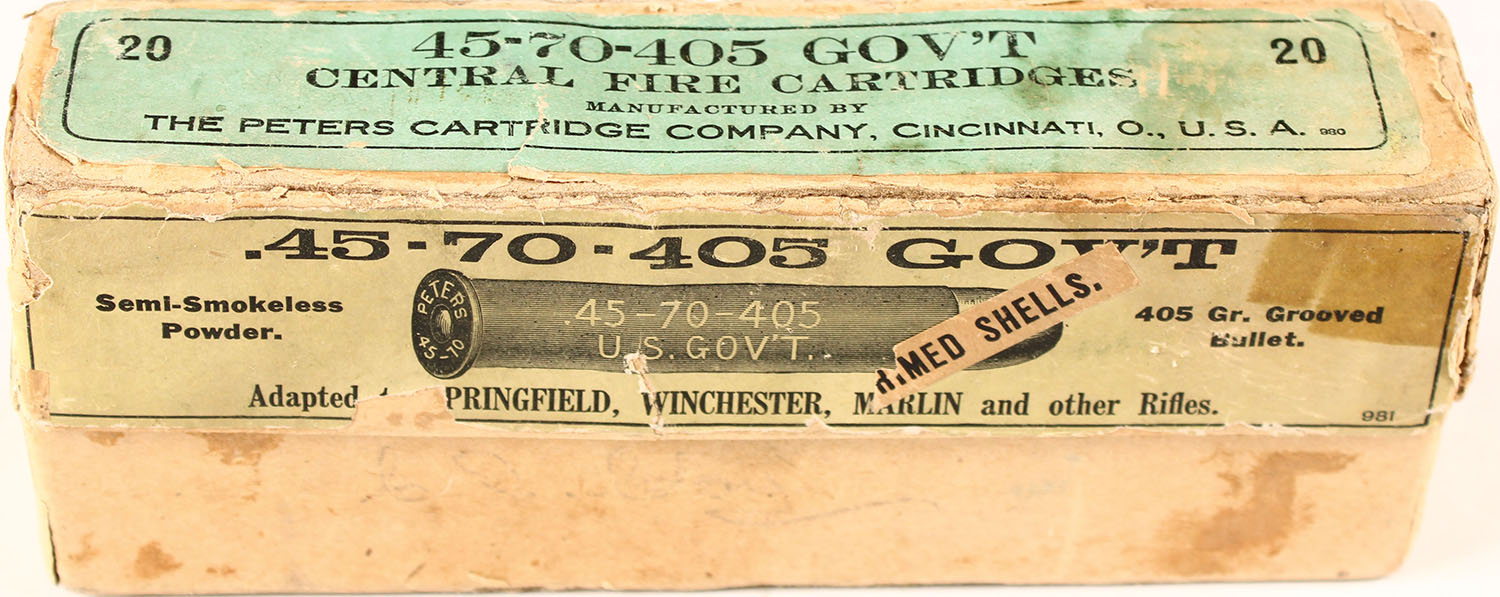 20 45-70-405 GOV'T 20
CENTRAL FIRE CARTRIDGES
MANUFACTURED BY
THE PETERS CARTRIDGE COMPANY, CINCINNATI, O., U. S. A. 980
.45-70-405 GOV'T
Semi-Smokeless
Powder.
PETERS
.45-70
.45-70-405
U.S. GOV'T.
RIMED SHELLS.
405 Gr. Grooved
Bullet.
Adapted PRINGFIELD, WINCHESTER, MARLIN and other Rifles.
981